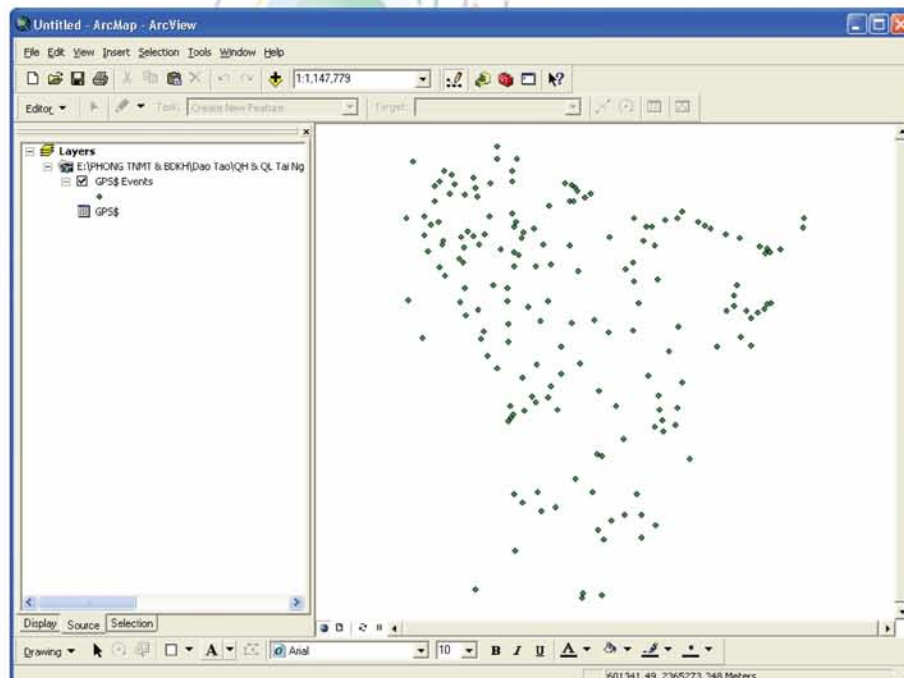 Untitled - ArcMap - ArcView
File Edit View Insert Selection Tools Window Help
1:1,147,779
Editor Task: Create New Feature Target:
Layers
E:\PHONG TNMT & BDKH\Dao Tao\QH & QL Tai Ng
GPS$ Events
GPS$
Display Source Selection
Drawing A Arial 10 B I U A
601341.49 2365273.348 Meters